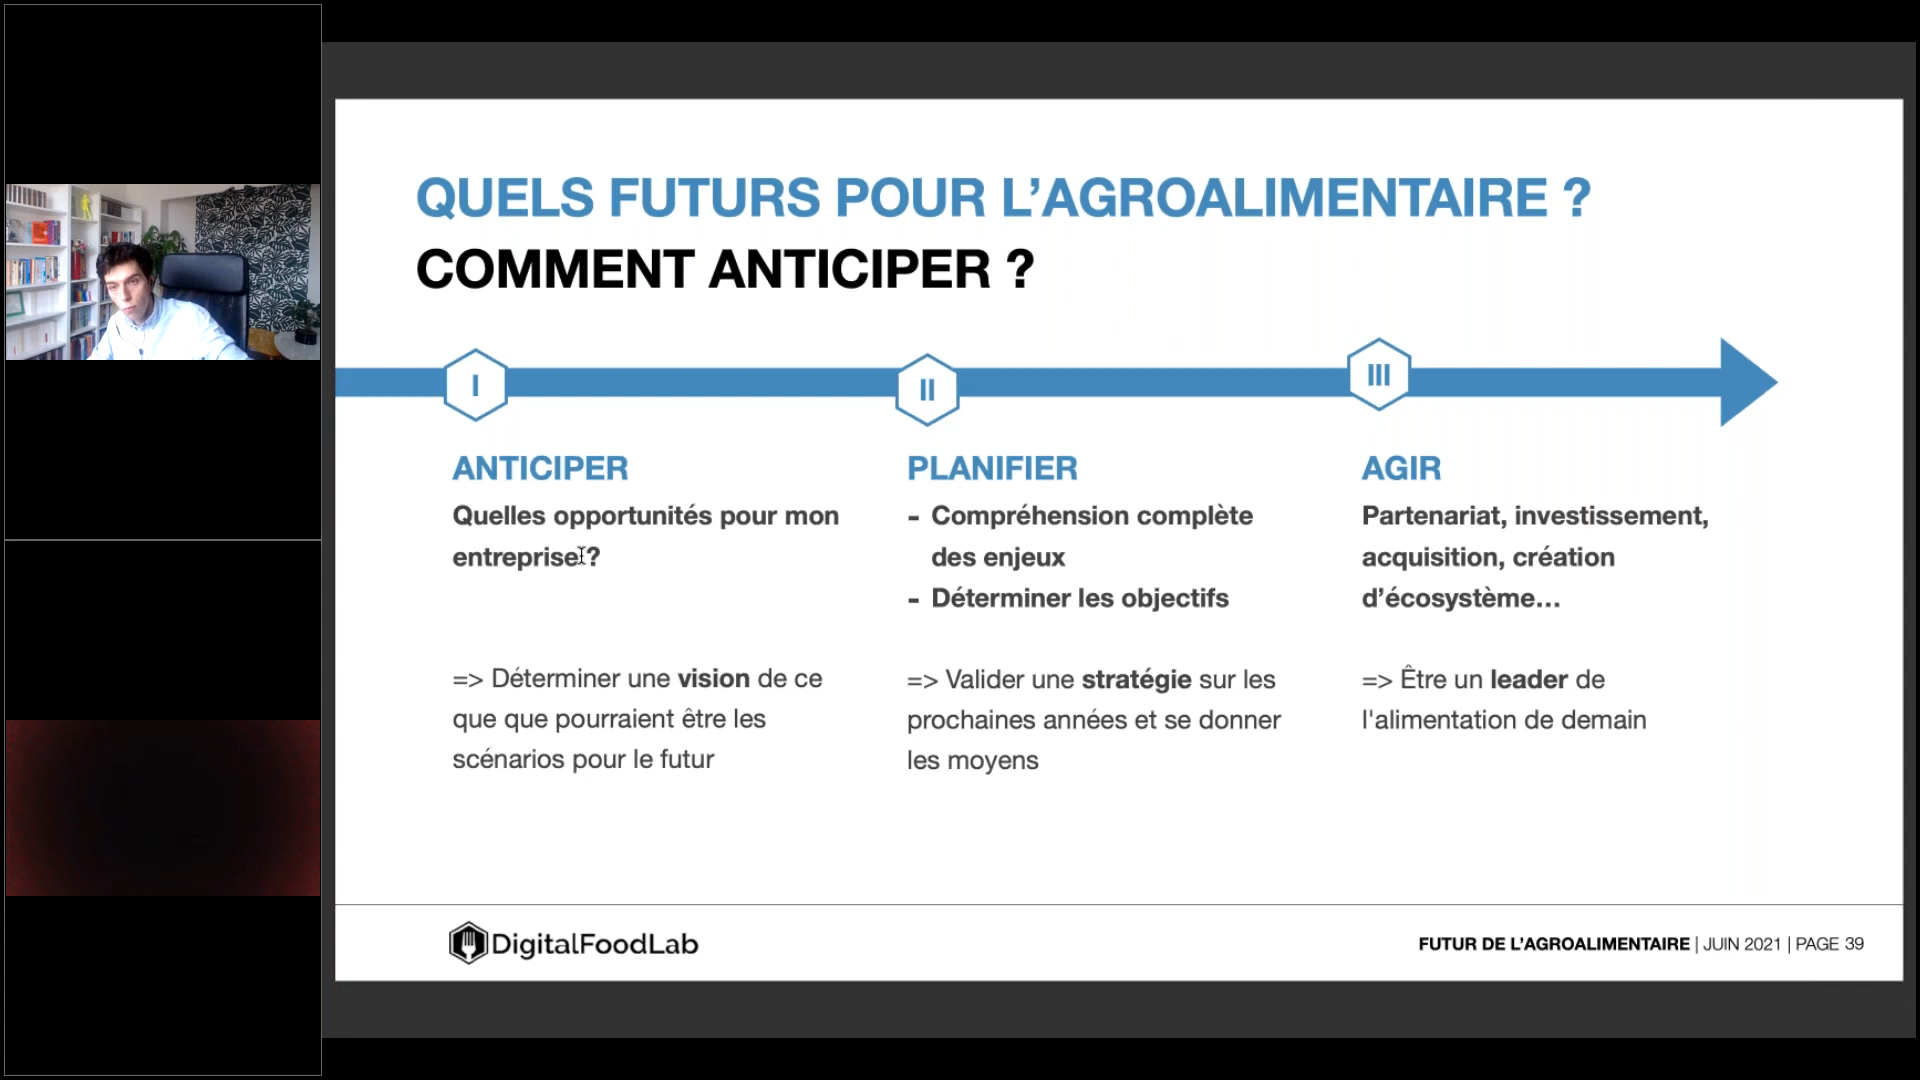 QUELS FUTURS POUR L’AGROALIMENTAIRE ?
COMMENT ANTICIPER ?
I
II
III
ANTICIPER
Quelles opportunités pour mon
entreprise ?
=> Déterminer une vision de ce
que que pourraient être les
scénarios pour le futur
PLANIFIER
- Compréhension complète
des enjeux
- Déterminer les objectifs
=> Valider une stratégie sur les
prochaines années et se donner
les moyens
AGIR
Partenariat, investissement,
acquisition, création
d’écosystème…
=> Être un leader de
l'alimentation de demain
DigitalFoodLab
FUTUR DE L’AGROALIMENTAIRE | JUIN 2021 | PAGE 39